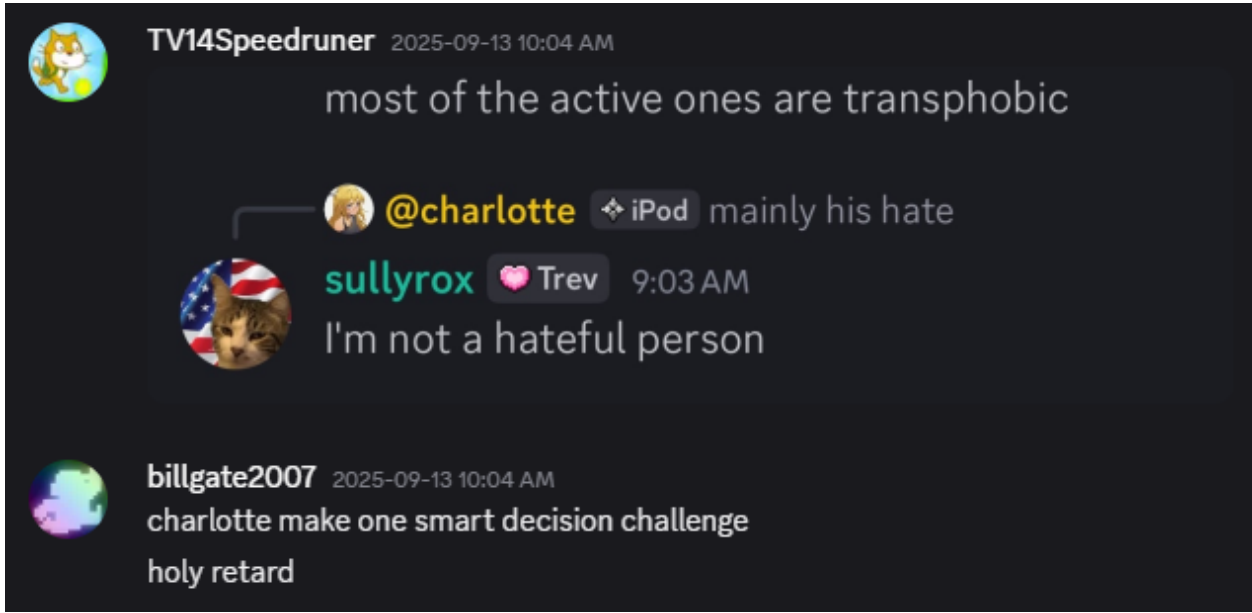 TV14Speedruner 2025-09-13 10:04 AM
most of the active ones are transphobic
@charlotte iPod mainly his hate
sullyrox Trev 9:03 AM
I'm not a hateful person
billgate2007 2025-09-13 10:04 AM
charlotte make one smart decision challenge
holy retard